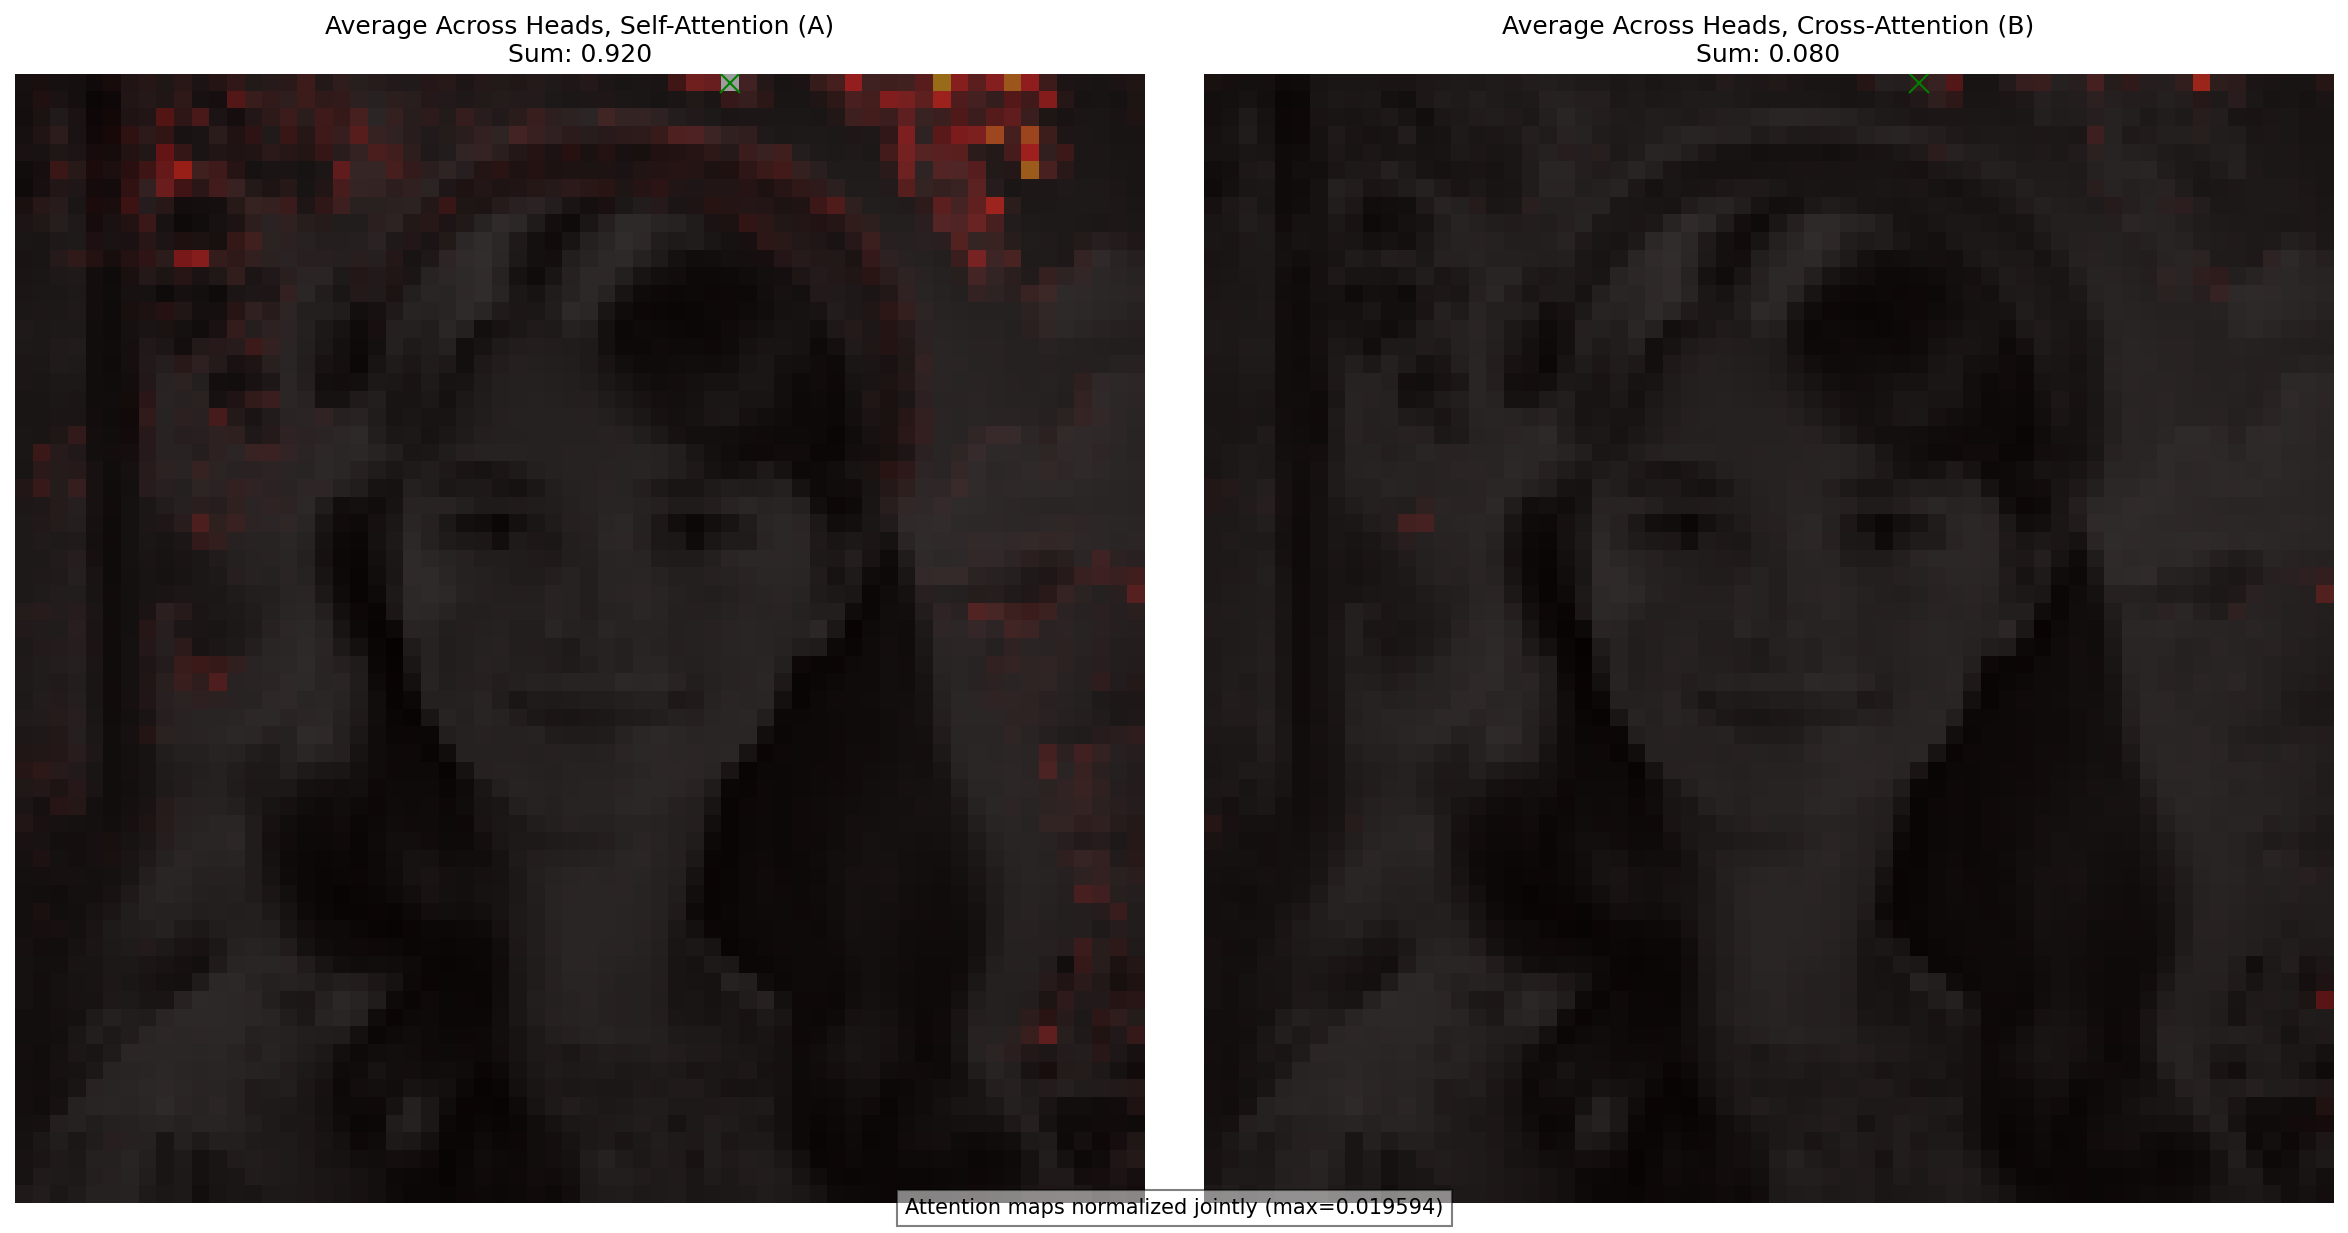 Average Across Heads, Self-Attention (A)
Sum: 0.920
Average Across Heads, Cross-Attention (B)
Sum: 0.080
Attention maps normalized jointly (max=0.019594)